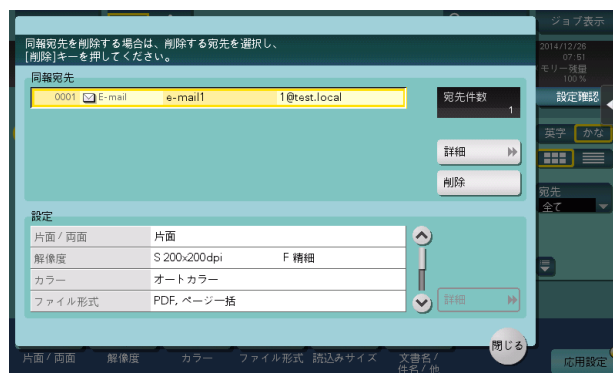 ジョブ表示
同報宛先を削除する場合は、削除する宛先を選択し、
[削除]キーを押してください。
2014/12/26
07:51
モリー残量
100 %
同報宛先
0001 E-mail e-mail1 1@test.local
宛先件数
1
設定確認
英字 かな
詳細
削除
宛先
全て
設定
片面 / 両面 片面
解像度 S 200x200dpi F 精細
カラー オートカラー
ファイル形式 PDF, ページ一括
詳細
閉じる
片面 / 両面 解像度 カラー ファイル形式 読込みサイズ 文書名 /
件名 / 他
応用設定